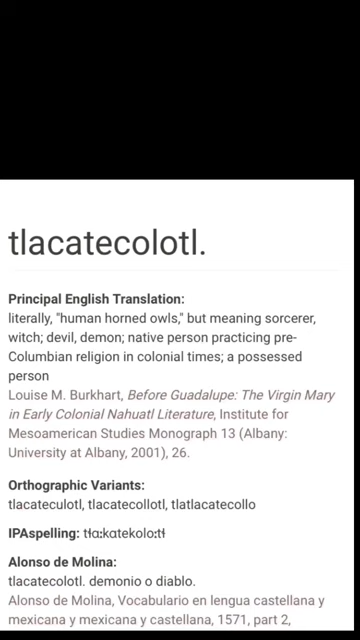 tlacatecolotl.
Principal English Translation:
literally, "human horned owls," but meaning sorcerer,
witch; devil, demon; native person practicing pre-
Columbian religion in colonial times; a possessed
person
Louise M. Burkhart, Before Guadalupe: The Virgin Mary
in Early Colonial Nahuatl Literature, Institute for
Mesoamerican Studies Monograph 13 (Albany:
University at Albany, 2001), 26.
Orthographic Variants:
tlacateculotl, tlacatecollotl, tlatlacatecollo
IPAspelling: tɬɑːkɑtekoloːtɬ
Alonso de Molina:
tlacatecolotl. demonio o diablo.
Alonso de Molina, Vocabulario en lengua castellana y
mexicana y mexicana y castellana, 1571, part 2,